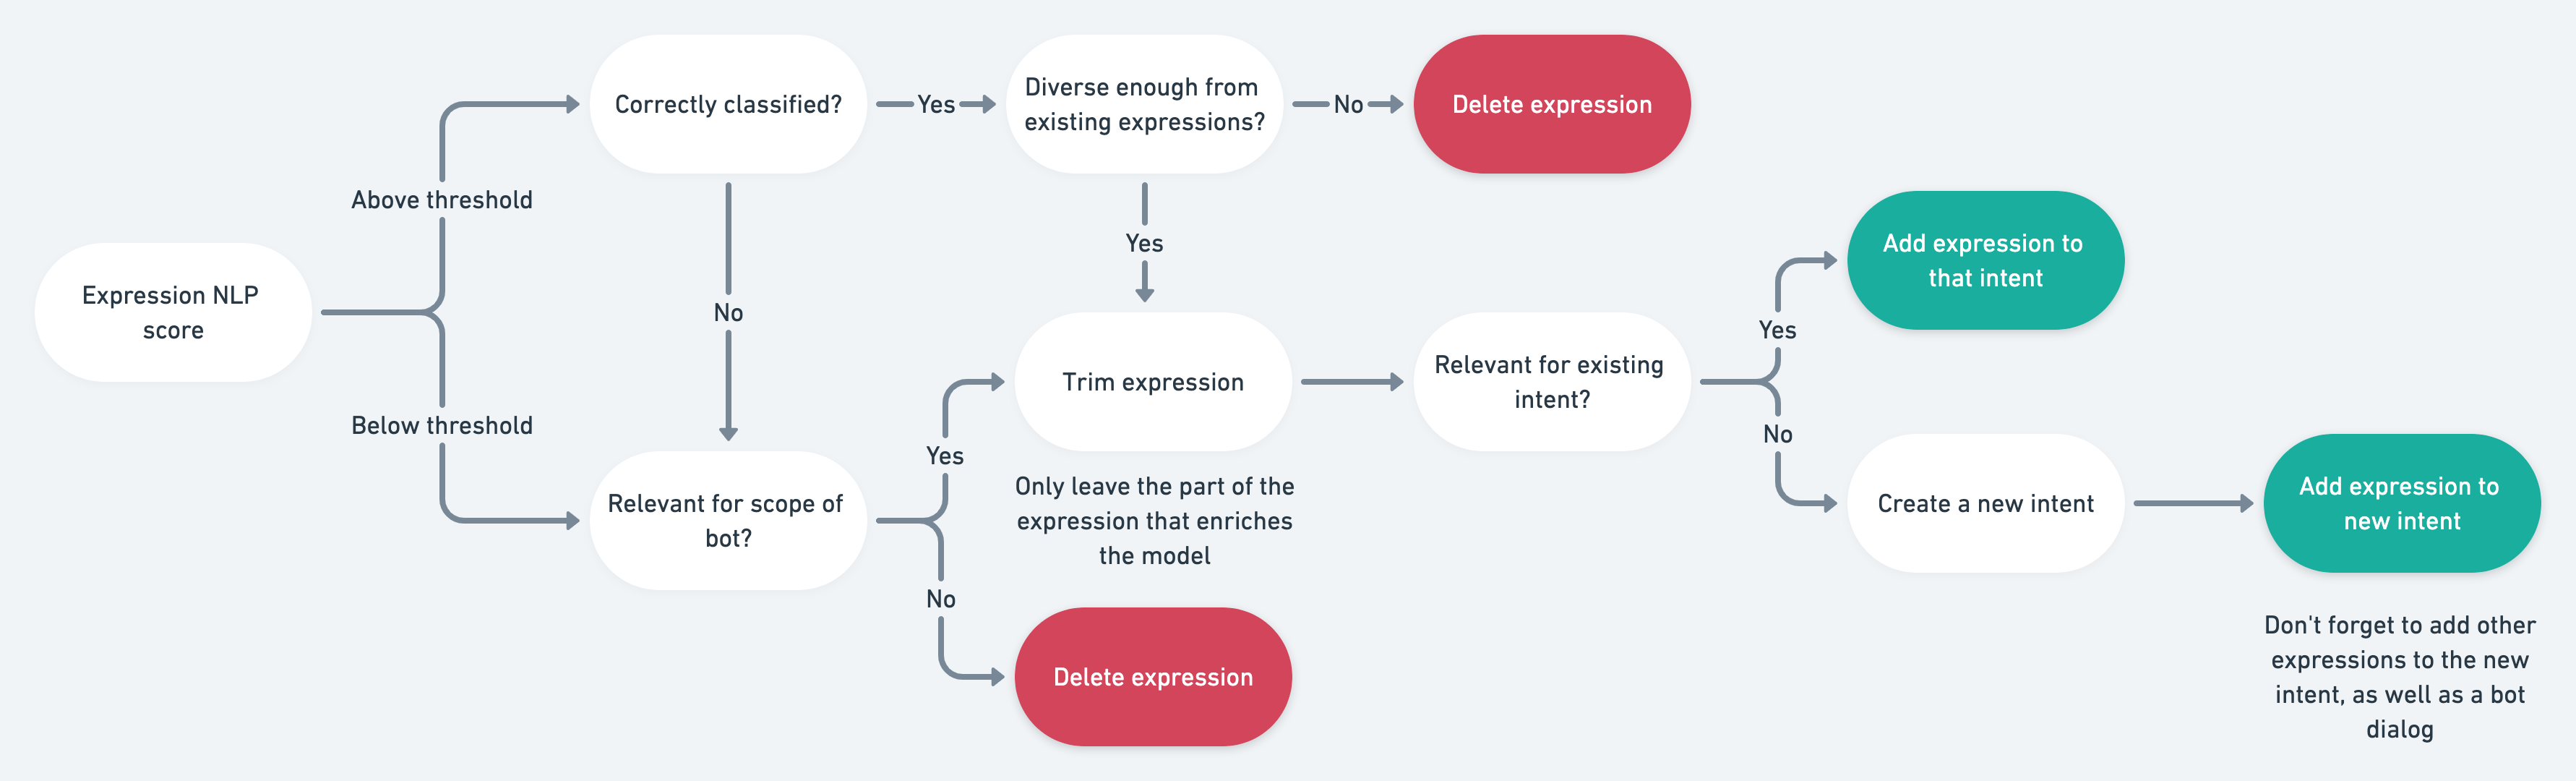 Correctly classified?
Yes
Diverse enough from
existing expressions?
No
Delete expression
Above threshold
Expression NLP
score
Below threshold
No
Yes
Add expression to
that intent
Yes
Trim expression
Only leave the part of the
expression that enriches
the model
Relevant for existing
intent?
Yes
No
Relevant for scope of
bot?
No
Delete expression
Create a new intent
Add expression to
new intent
Don't forget to add other
expressions to the new
intent, as well as a bot
dialog